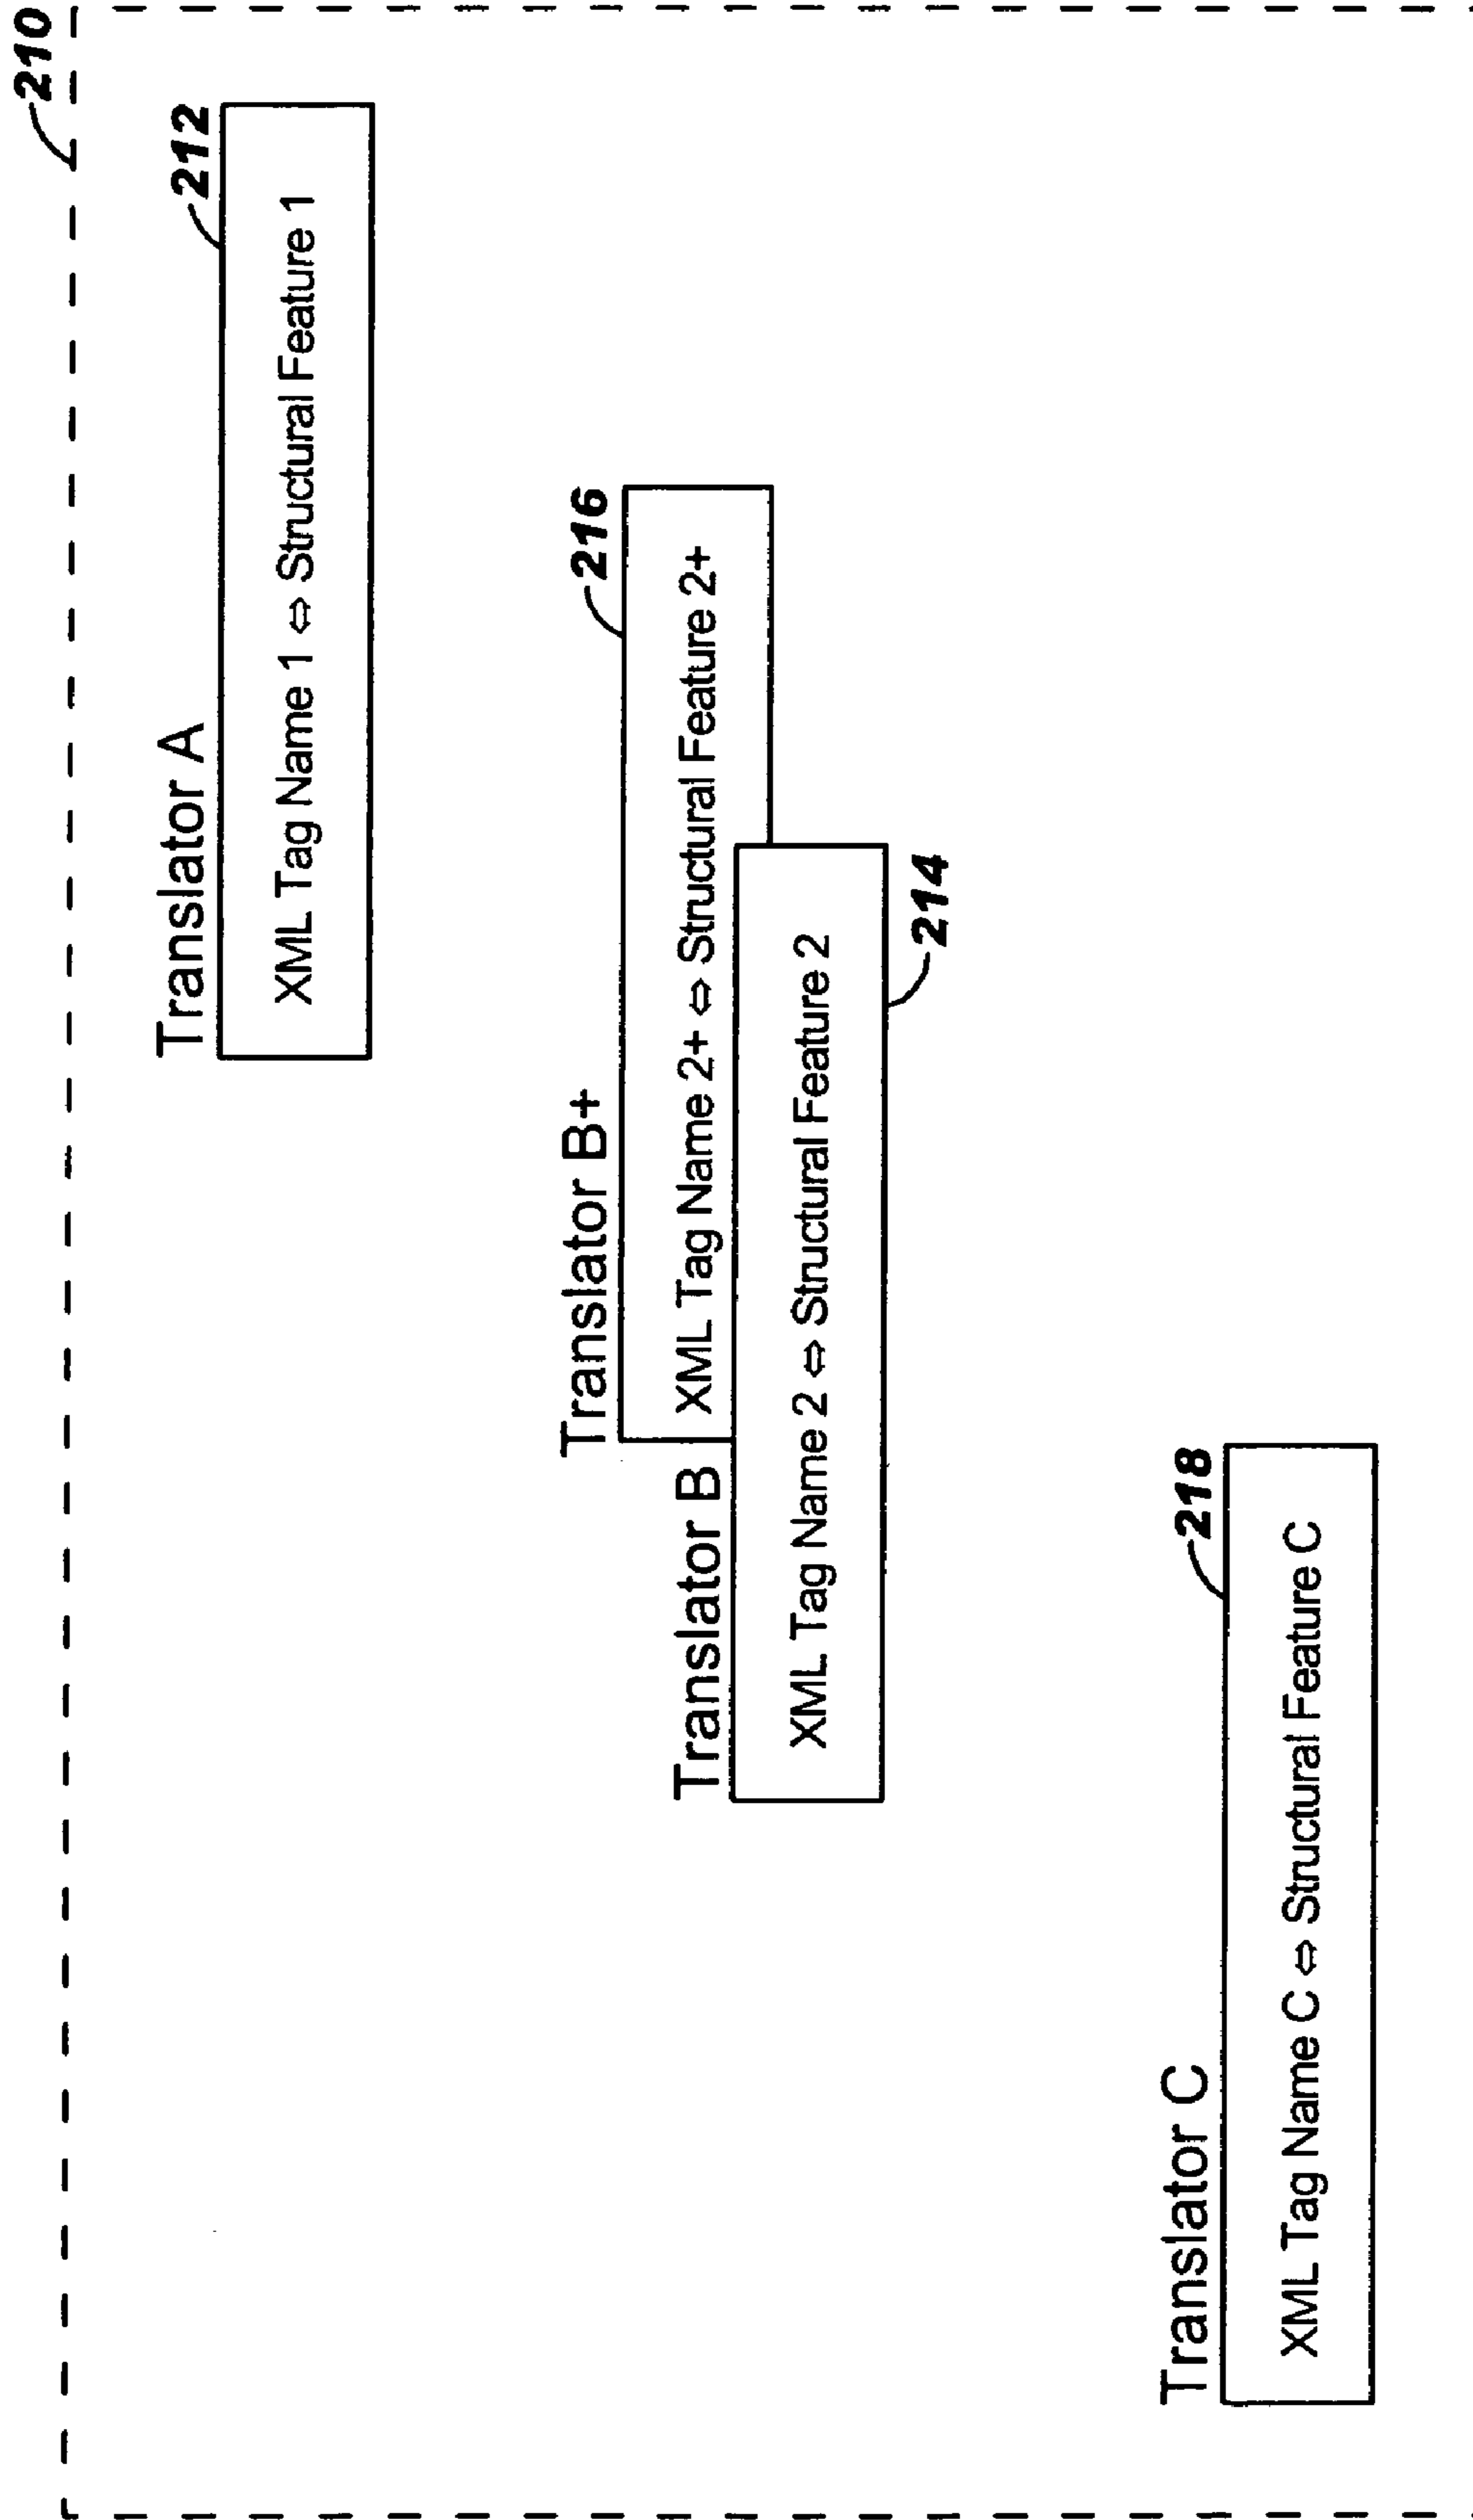 210
Translator A
212
XML Tag Name 1 ⇔ Structural Feature 1
Translator B+
216
XML Tag Name 2+ ⇔ Structural Feature 2+
Translator B
XML Tag Name 2 ⇔ Structural Feature 2
214
Translator C
218
XML Tag Name C ⇔ Structural Feature C